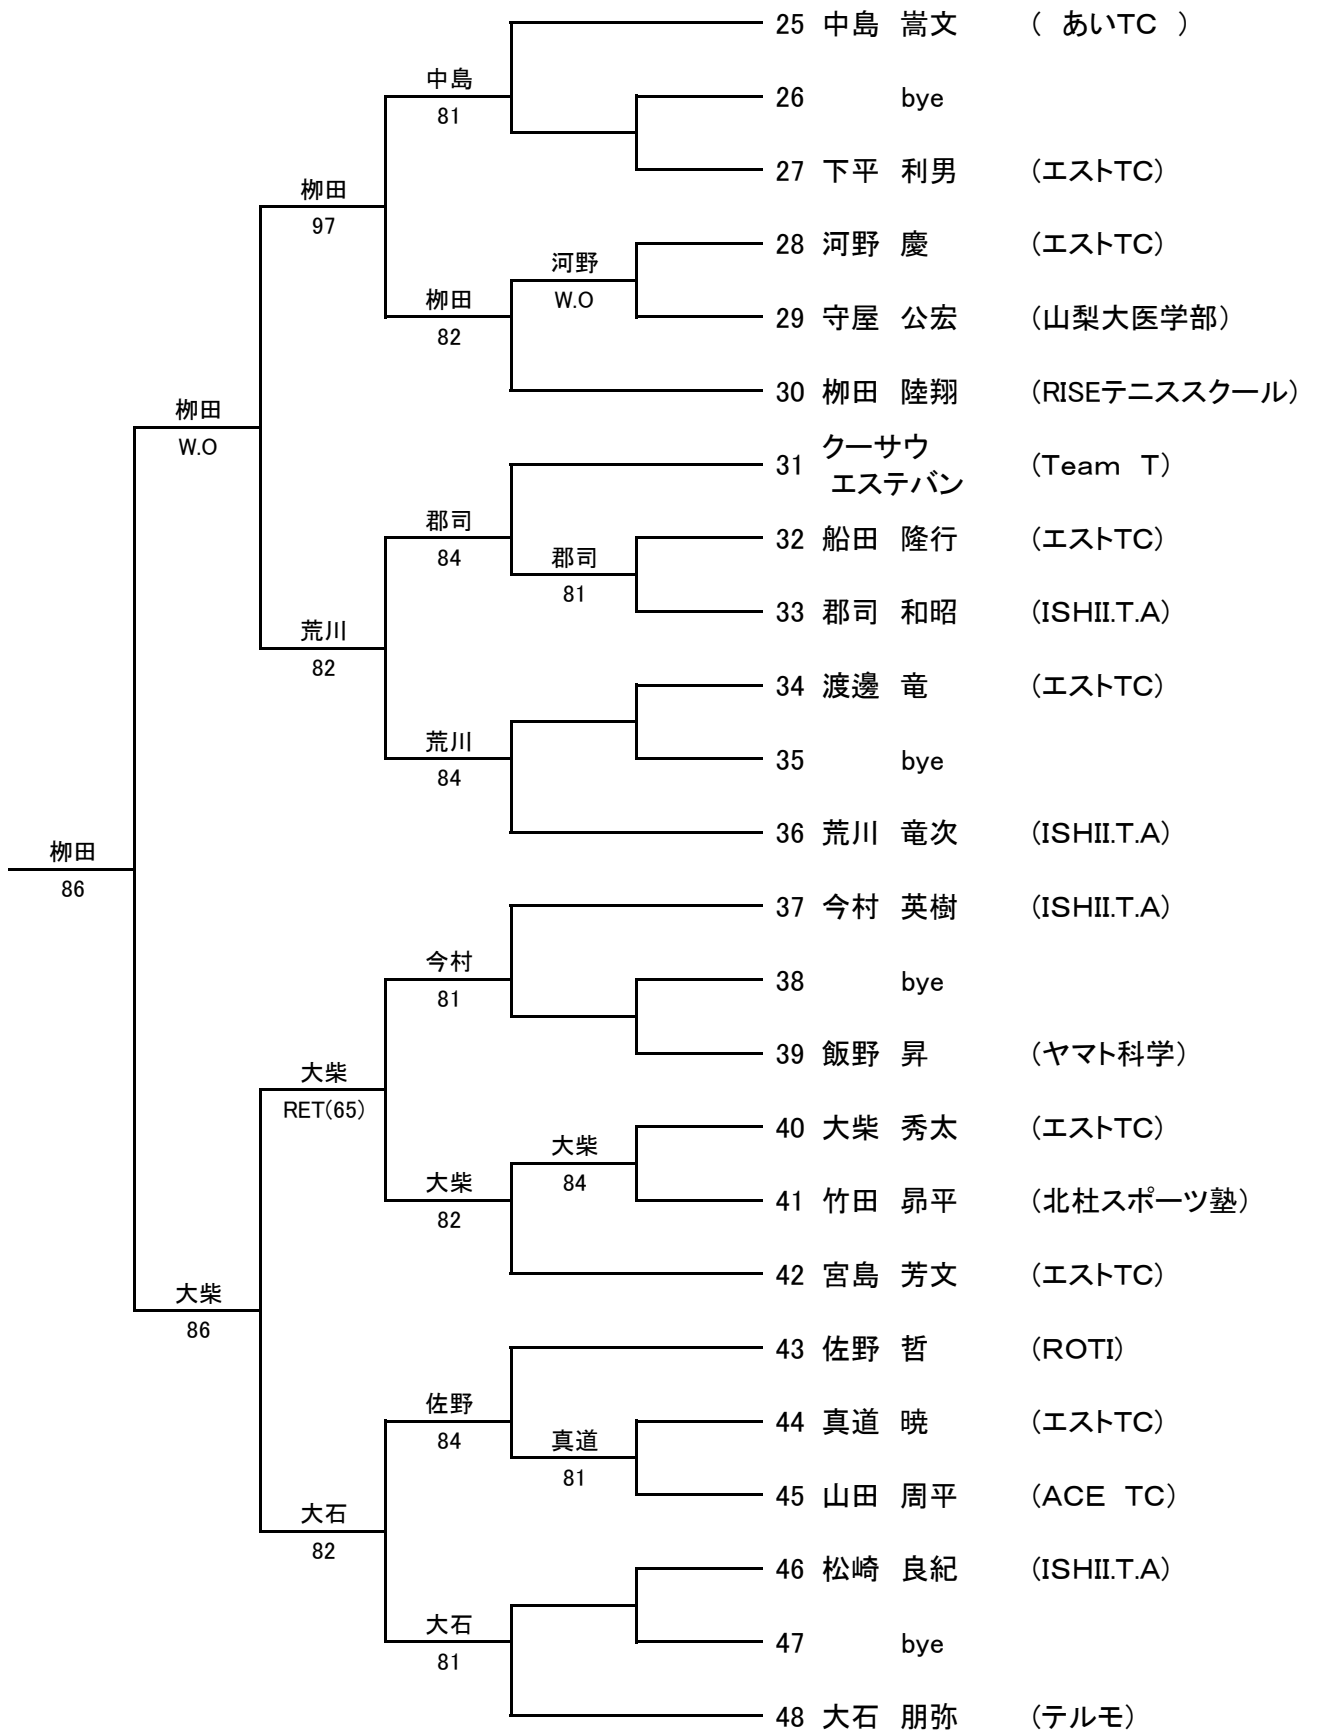 25 中島 嵩文 ( あいTC )
中島
81
26 bye
27 下平 利男 (エストTC)
栁田
97
28 河野 慶 (エストTC)
河野
W.O
栁田
82
29 守屋 公宏 (山梨大医学部)
30 栁田 陸翔 (RISEテニススクール)
栁田
W.O
31 クーサウ
エステバン (Team T)
郡司
84
32 船田 隆行 (エストTC)
郡司
81
33 郡司 和昭 (ISHII.T.A)
荒川
82
34 渡邊 竜 (エストTC)
荒川
84
35 bye
36 荒川 竜次 (ISHII.T.A)
栁田
86
37 今村 英樹 (ISHII.T.A)
今村
81
38 bye
39 飯野 昇 (ヤマト科学)
大柴
RET(65)
40 大柴 秀太 (エストTC)
大柴
84
大柴
82
41 竹田 昴平 (北杜スポーツ塾)
42 宮島 芳文 (エストTC)
大柴
86
43 佐野 哲 (ROTI)
佐野
84
44 真道 暁 (エストTC)
真道
81
45 山田 周平 (ACE TC)
大石
82
46 松崎 良紀 (ISHII.T.A)
大石
81
47 bye
48 大石 朋弥 (テルモ)